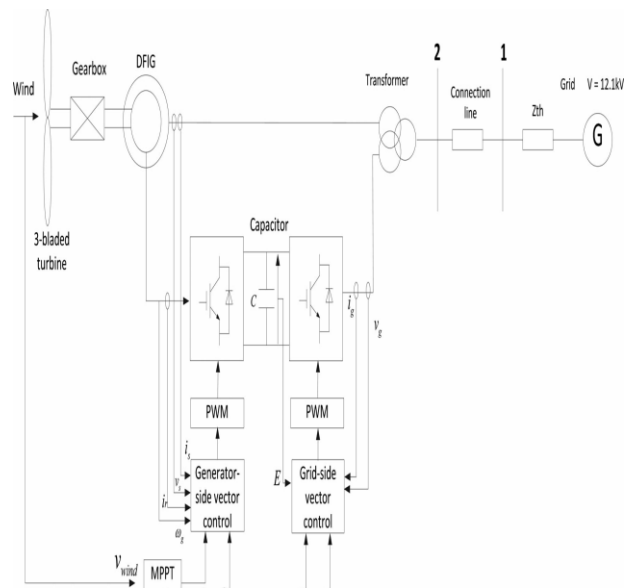 Wind
Gearbox
DFIG
3-bladed
turbine
Transformer
2
Connection
line
1
Zth
Grid V = 12.1kV
G
Capacitor
C
i_g
v_g
PWM
PWM
i_s
v_s
i_r
ω_g
Generator-
side vector
control
E
Grid-side
vector
control
v_wind
MPPT